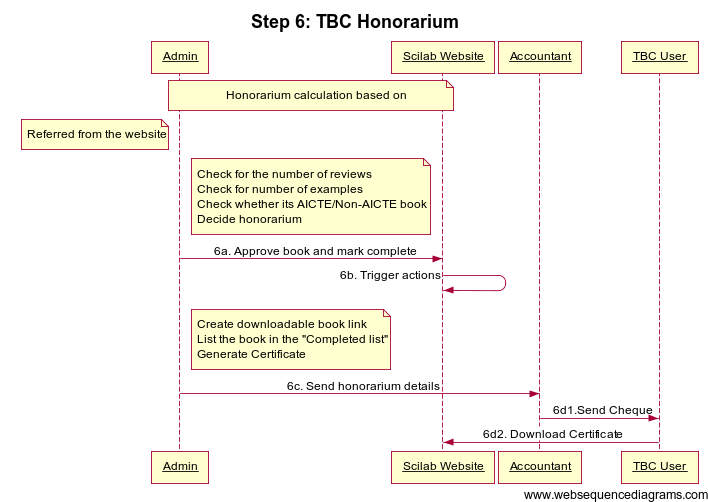 Step 6: TBC Honorarium
Admin
Scilab Website
Accountant
TBC User
Honorarium calculation based on
Referred from the website
Check for the number of reviews
Check for number of examples
Check whether its AICTE/Non-AICTE book
Decide honorarium
6a. Approve book and mark complete
6b. Trigger actions
Create downloadable book link
List the book in the "Completed list"
Generate Certificate
6c. Send honorarium details
6d1.Send Cheque
6d2. Download Certificate
Admin
Scilab Website
Accountant
TBC User
www.websequencediagrams.com